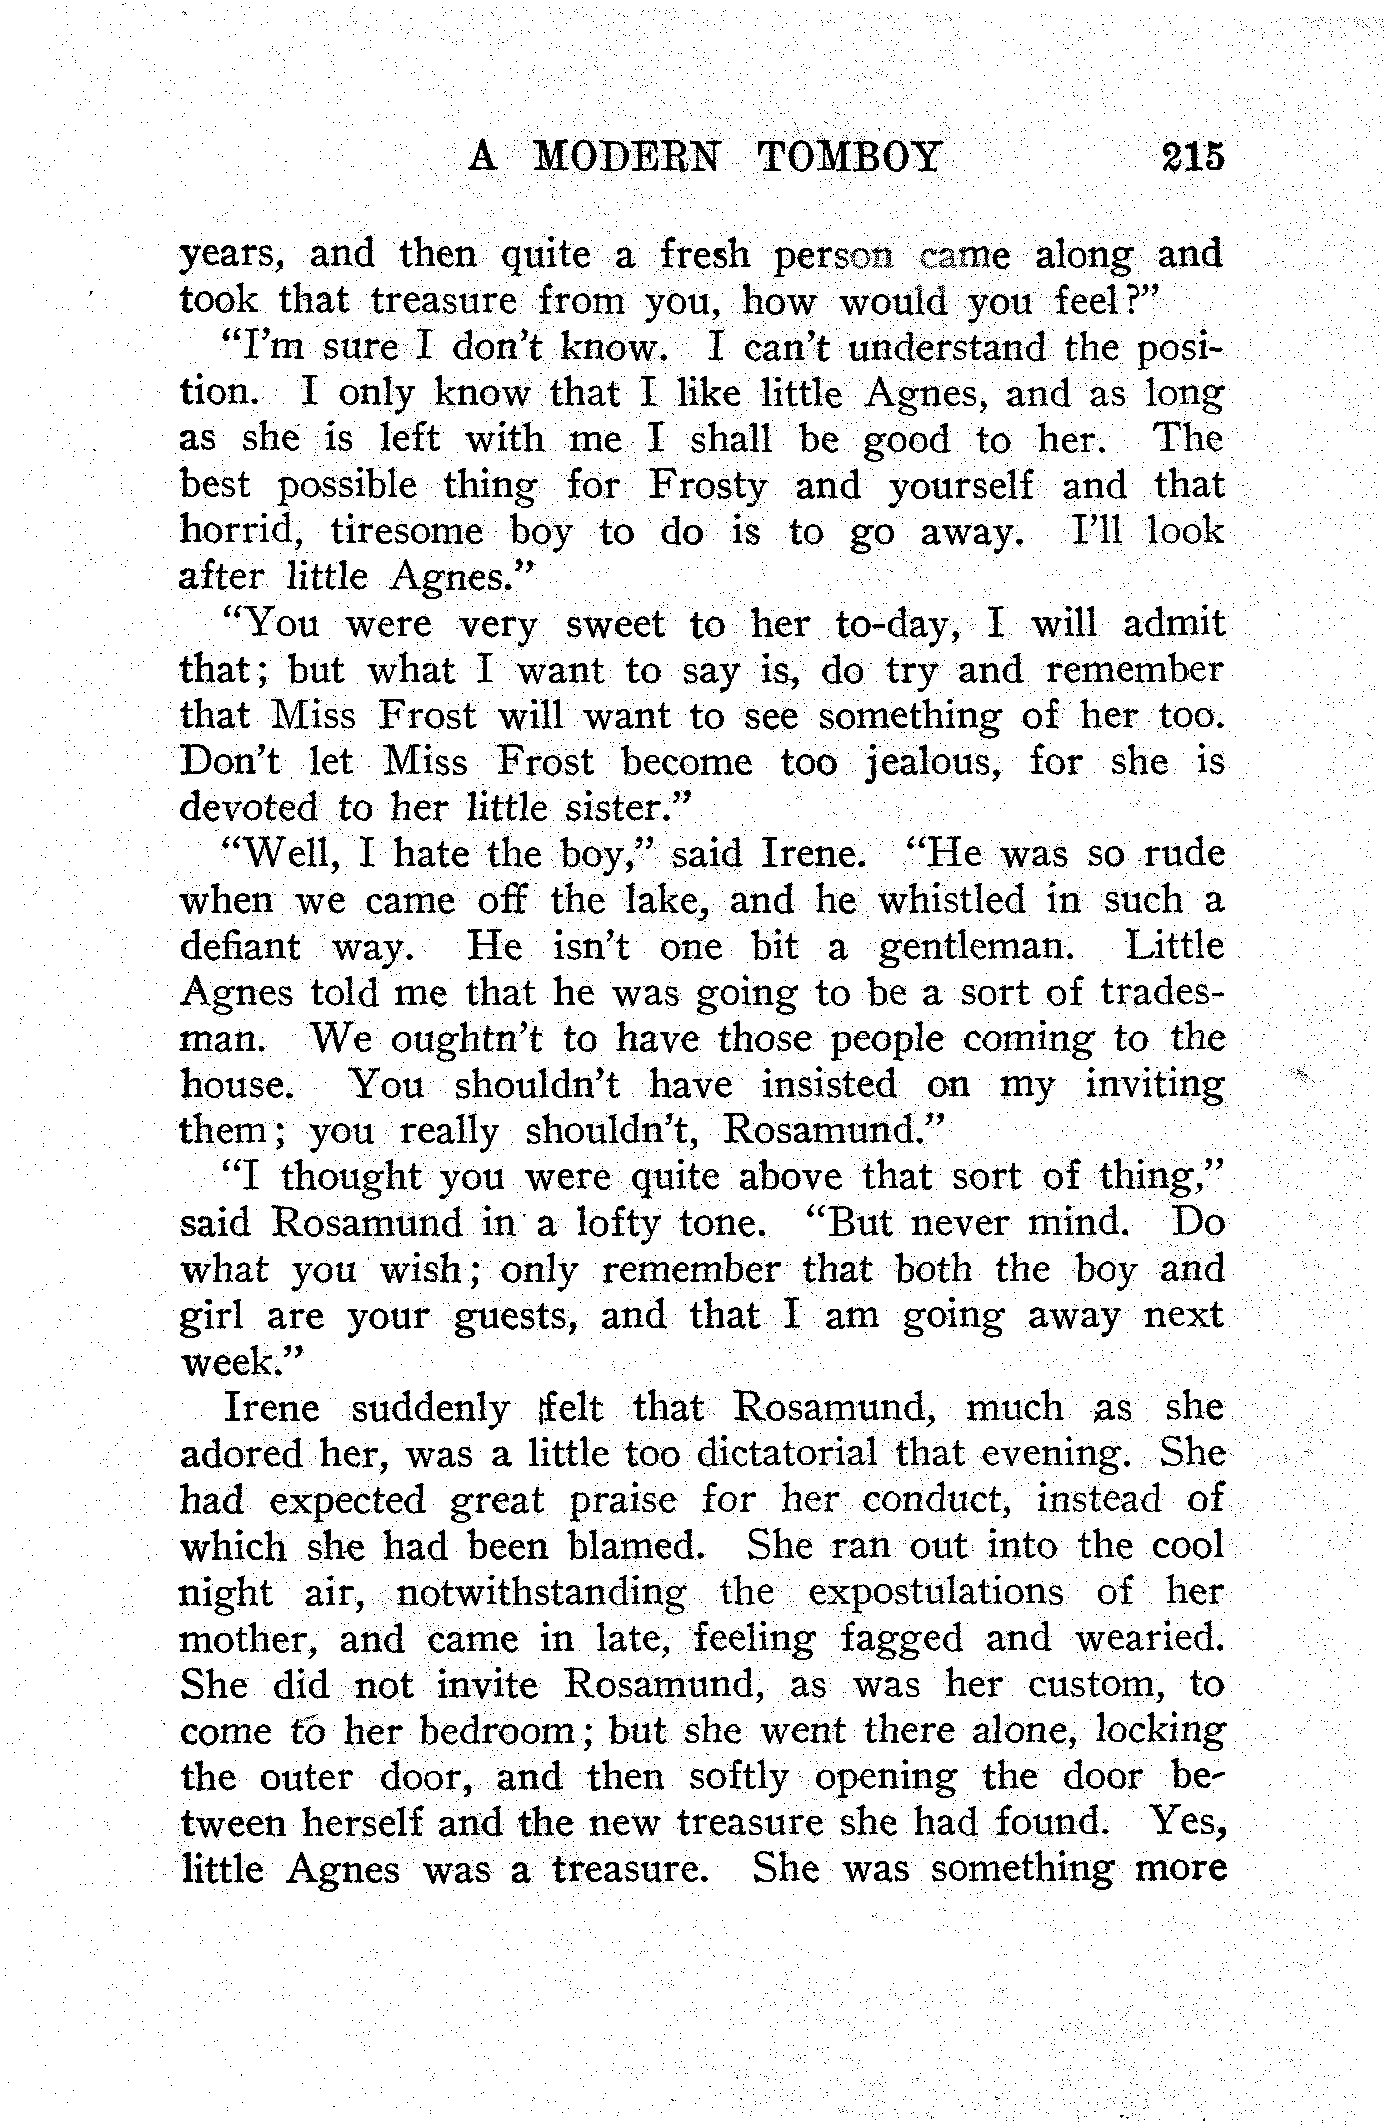 A MODERN TOMBOY 215
years, and then quite a fresh person came along and
took that treasure from you, how would you feel?”
“I’m sure I don’t know. I can’t understand the posi-
tion. I only know that I like little Agnes, and as long
as she is left with me I shall be good to her. The
best possible thing for Frosty and yourself and that
horrid, tiresome boy to do is to go away. I’ll look
after little Agnes.”
“You were very sweet to her to-day, I will admit
that; but what I want to say is, do try and remember
that Miss Frost will want to see something of her too.
Don’t let Miss Frost become too jealous, for she is
devoted to her little sister.”
“Well, I hate the boy,” said Irene. “He was so rude
when we came off the lake, and he whistled in such a
defiant way. He isn’t one bit a gentleman. Little
Agnes told me that he was going to be a sort of trades-
man. We oughtn’t to have those people coming to the
house. You shouldn’t have insisted on my inviting
them; you really shouldn’t, Rosamund.”
“I thought you were quite above that sort of thing,”
said Rosamund in a lofty tone. “But never mind. Do
what you wish; only remember that both the boy and
girl are your guests, and that I am going away next
week.”
Irene suddenly felt that Rosamund, much as she
adored her, was a little too dictatorial that evening. She
had expected great praise for her conduct, instead of
which she had been blamed. She ran out into the cool
night air, notwithstanding the expostulations of her
mother, and came in late, feeling fagged and wearied.
She did not invite Rosamund, as was her custom, to
come to her bedroom; but she went there alone, locking
the outer door, and then softly opening the door be-
tween herself and the new treasure she had found. Yes,
little Agnes was a treasure. She was something more